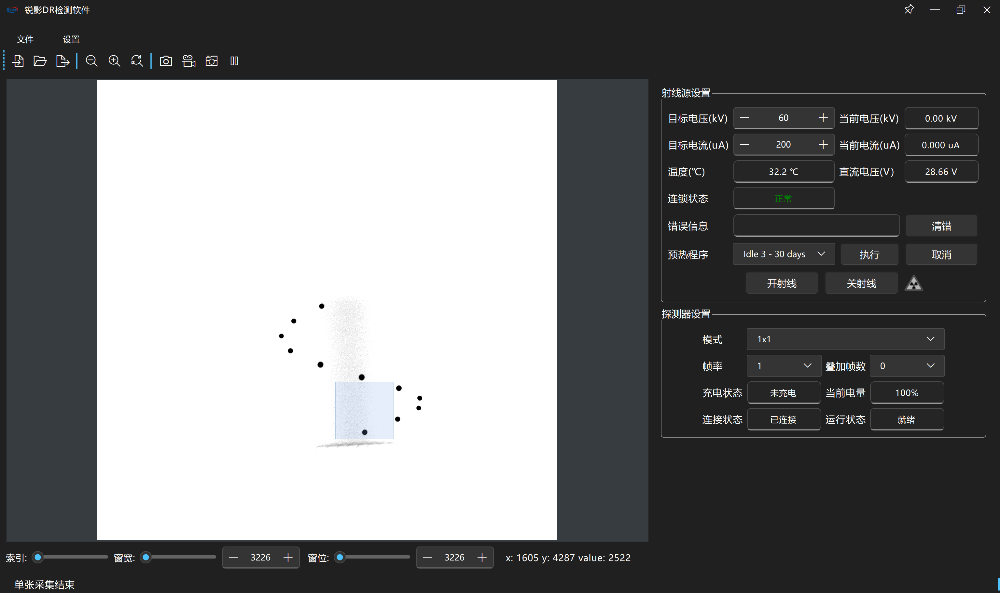 锐影DR检测软件
文件 设置
射线源设置
目标电压(kV) 60 当前电压(kV) 0.00 kV
目标电流(uA) 200 当前电流(uA) 0.000 uA
温度(℃) 32.2 ℃ 直流电压(V) 28.66 V
连锁状态 正常
错误信息 清错
预热程序 Idle 3 - 30 days 执行 取消
开射线 关射线
探测器设置
模式 1x1
帧率 1 叠加帧数 0
充电状态 未充电 当前电量 100%
连接状态 已连接 运行状态 就绪
索引: 窗宽: 3226 窗位: 3226 x: 1605 y: 4287 value: 2522
单张采集结束